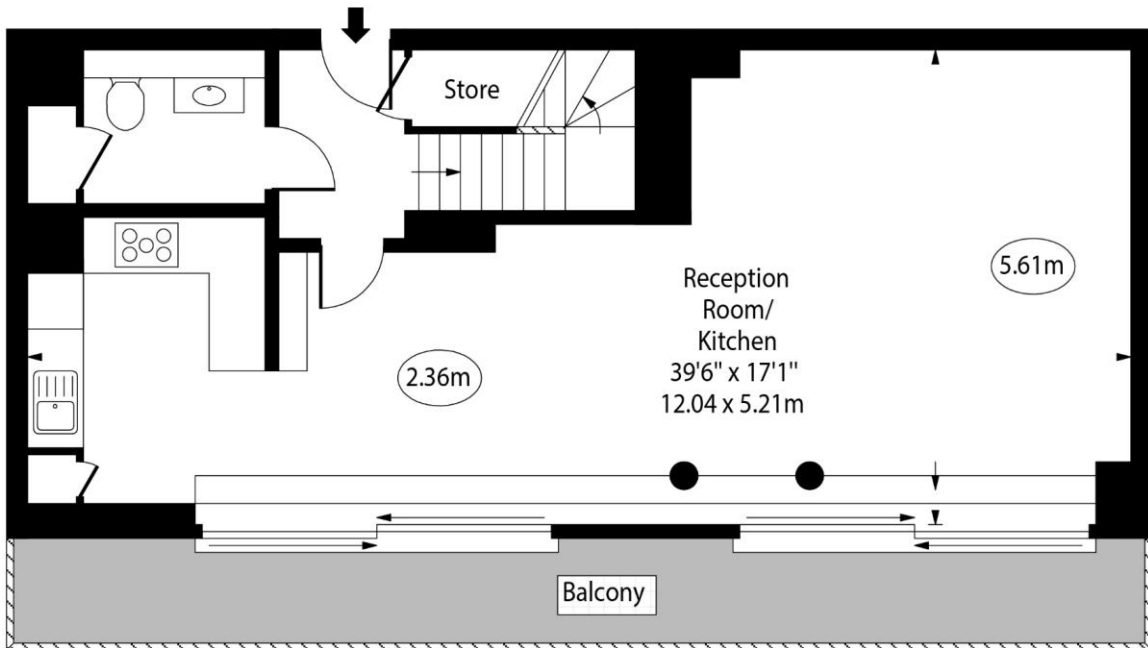 Store
5.61m
Reception
Room/
Kitchen
39'6" x 17'1"
12.04 x 5.21m
2.36m
Balcony